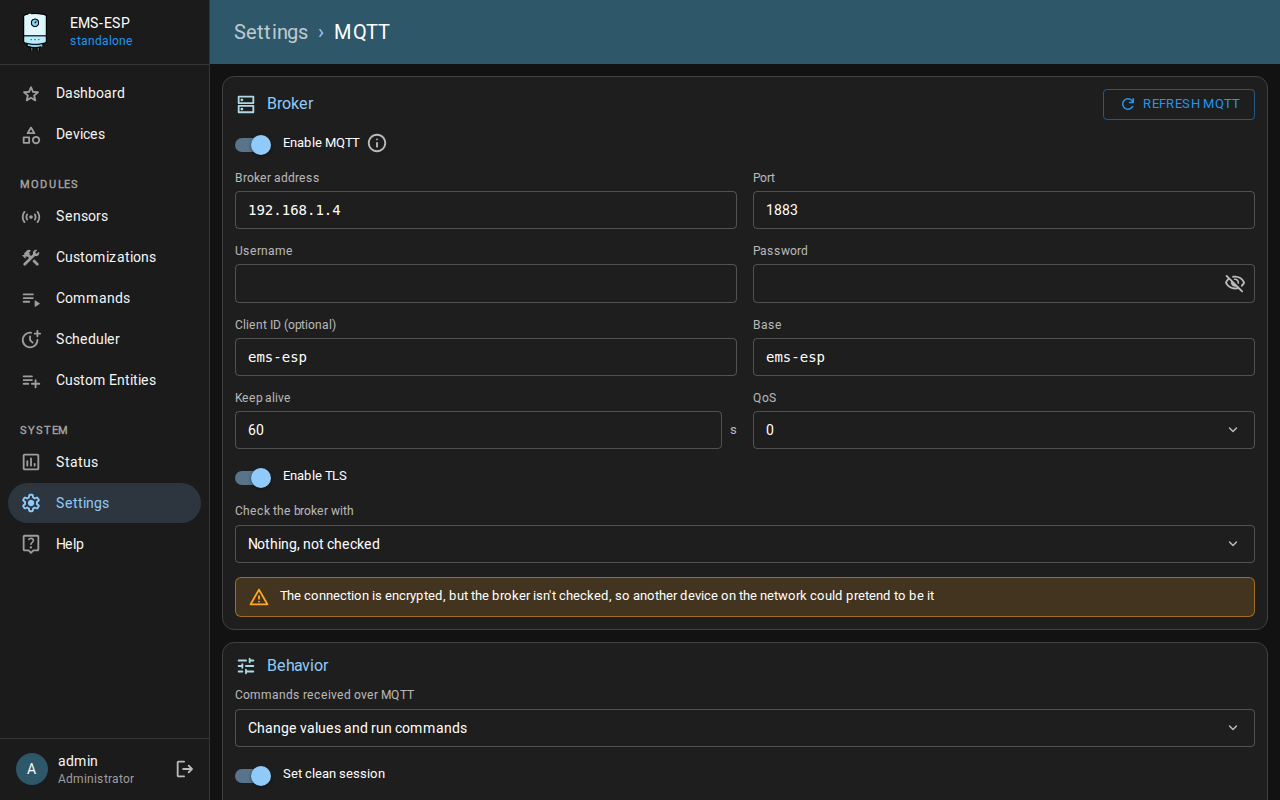 EMS-ESP
standalone
Dashboard
Devices
MODULES
Sensors
Customizations
Commands
Scheduler
Custom Entities
SYSTEM
Status
Settings
Help
A
admin
Administrator
Settings › MQTT
Broker
REFRESH MQTT
Enable MQTT
Broker address
Port
192.168.1.4
1883
Username
Password
Client ID (optional)
Base
ems-esp
ems-esp
Keep alive
QoS
60
s
0
Enable TLS
Check the broker with
Nothing, not checked
The connection is encrypted, but the broker isn't checked, so another device on the network could pretend to be it
Behavior
Commands received over MQTT
Change values and run commands
Set clean session